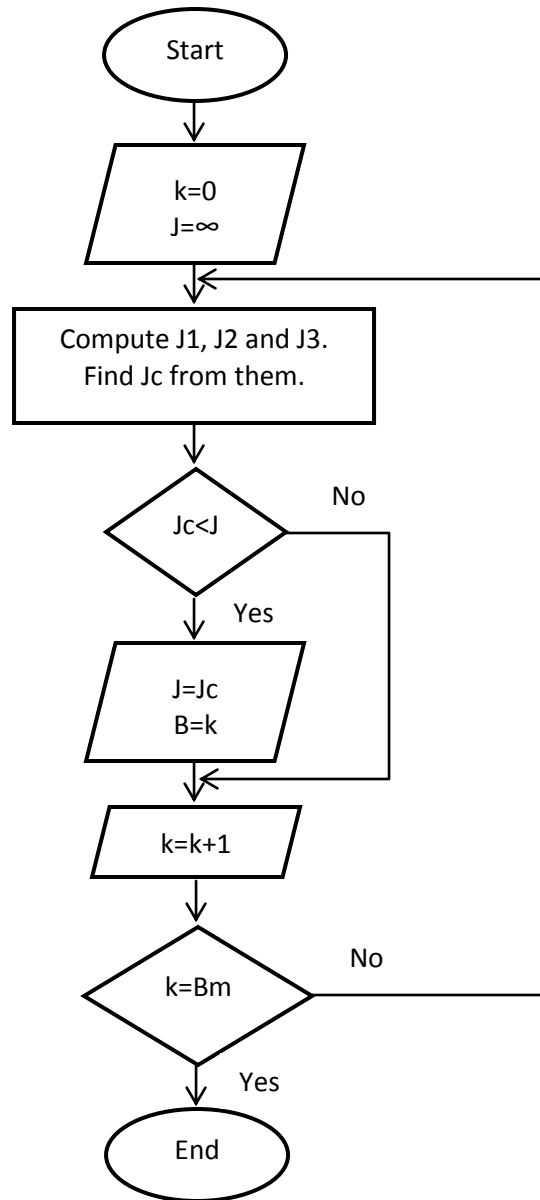 Start
k=0
J=∞
Compute J1, J2 and J3.
Find Jc from them.
Jc<J
No
Yes
J=Jc
B=k
k=k+1
k=Bm
No
Yes
End